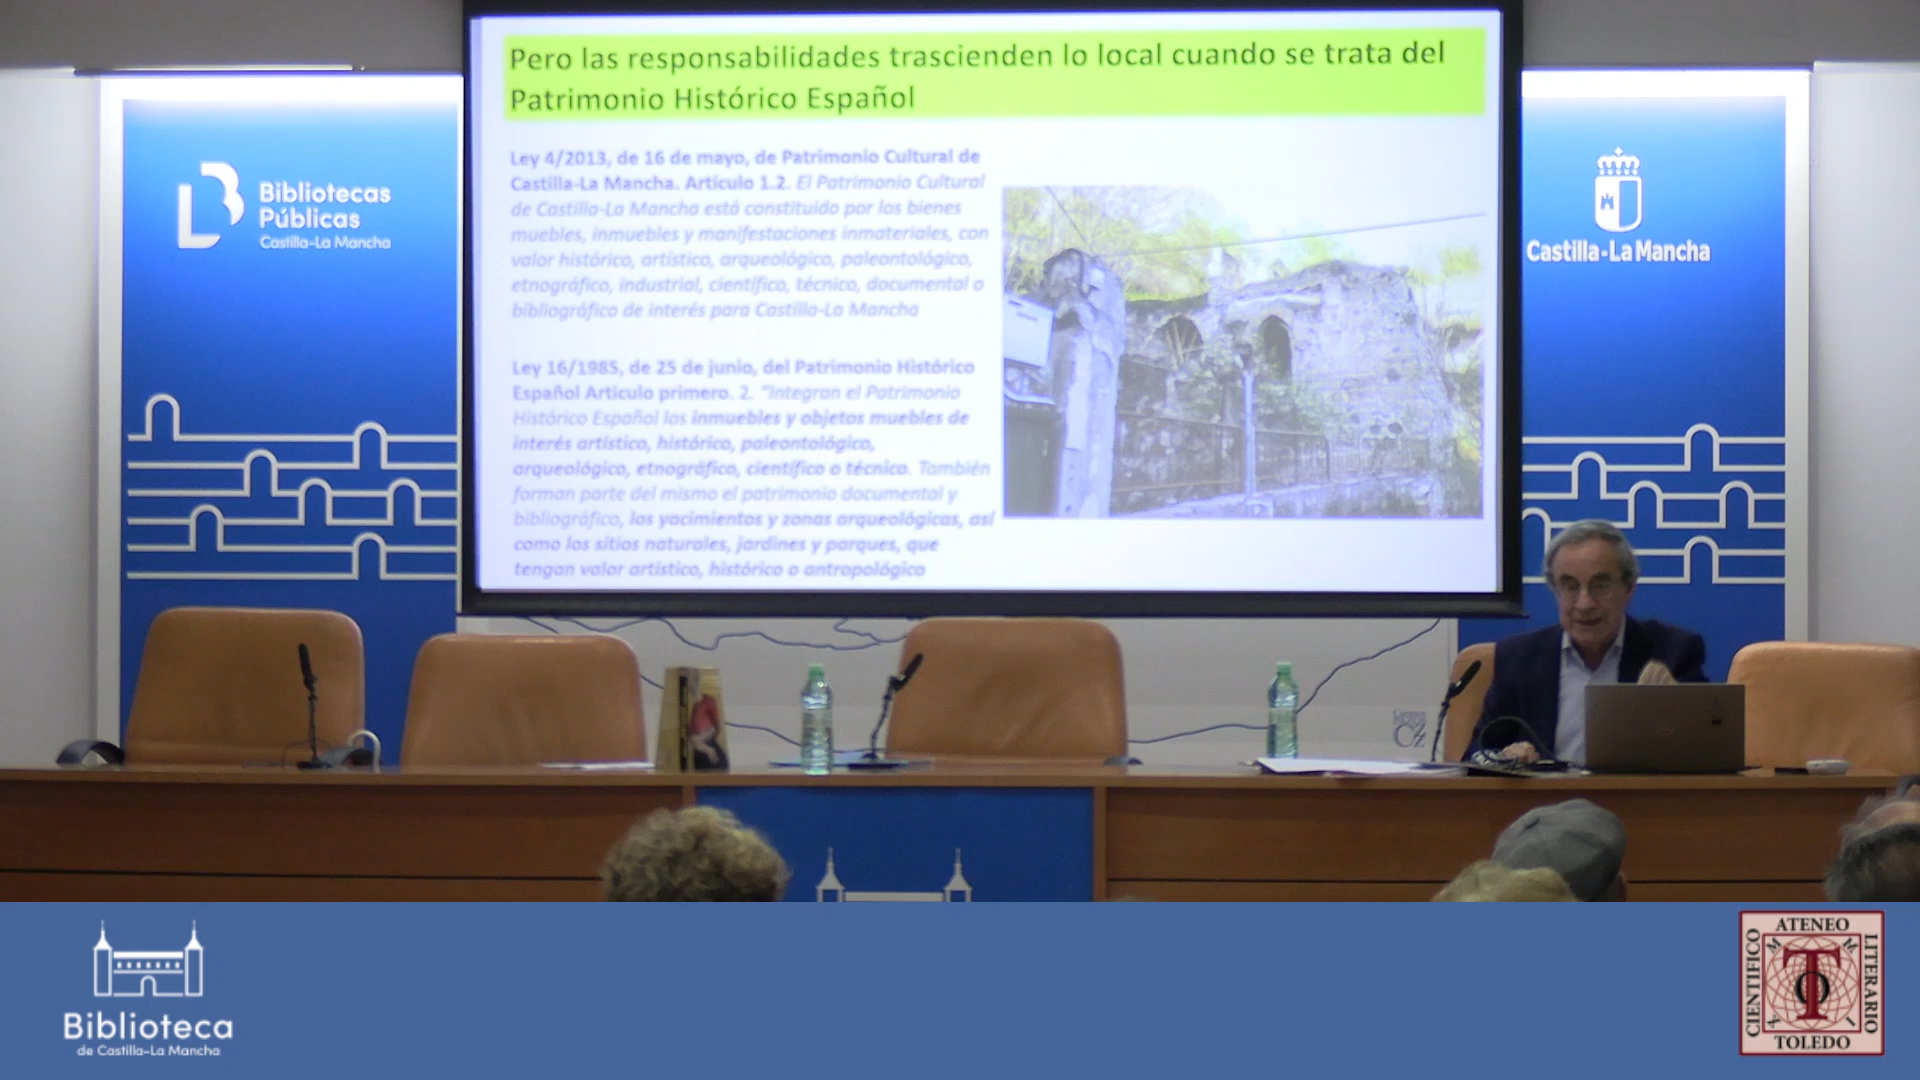 Pero las responsabilidades trascienden lo local cuando se trata del
Patrimonio Histórico Español
Ley 4/2013, de 16 de mayo, de Patrimonio Cultural de
Castilla-La Mancha. Artículo 1.2. El Patrimonio Cultural
de Castilla-La Mancha está constituido por los bienes
muebles, inmuebles y manifestaciones inmateriales, con
valor histórico, artístico, arqueológico, paleontológico,
etnográfico, industrial, científico, técnico, documental o
bibliográfico de interés para Castilla-La Mancha
Ley 16/1985, de 25 de junio, del Patrimonio Histórico
Español Articulo primero. 2. "Integran el Patrimonio
Histórico Español los inmuebles y objetos muebles de
interés artístico, histórico, paleontológico,
arqueológico, etnográfico, científico o técnico. También
forman parte del mismo el patrimonio documental y
bibliográfico, los yacimientos y zonas arqueológicas, así
como los sitios naturales, jardines y parques, que
tengan valor artístico, histórico o antropológico
Bibliotecas
Públicas
Castilla-La Mancha
Castilla-La Mancha
CZ
Biblioteca
de Castilla-La Mancha
ATENEO
CIENTÍFICO
LITERARIO
TOLEDO